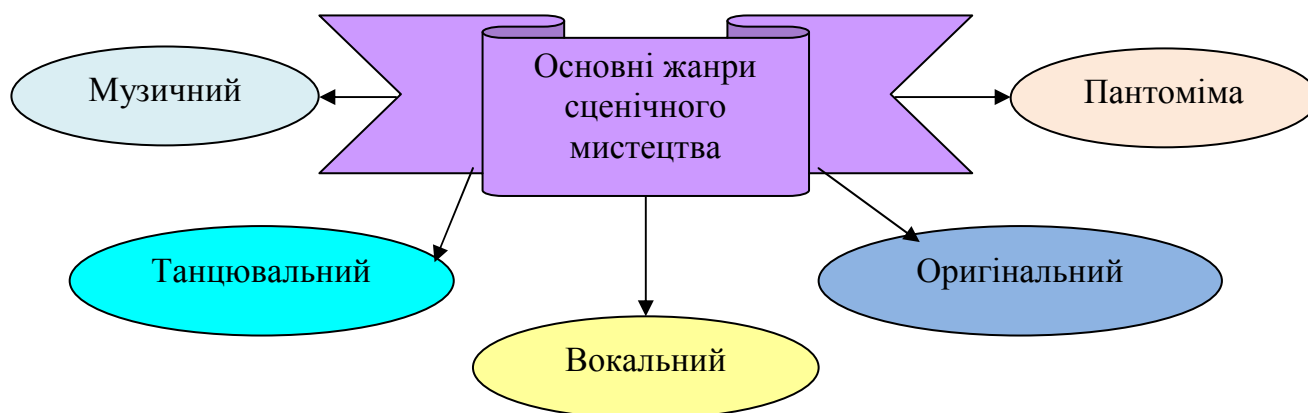 Основні жанри
сценічного
мистецтва
Музичний
Пантоміма
Танцювальний
Оригінальний
Вокальний